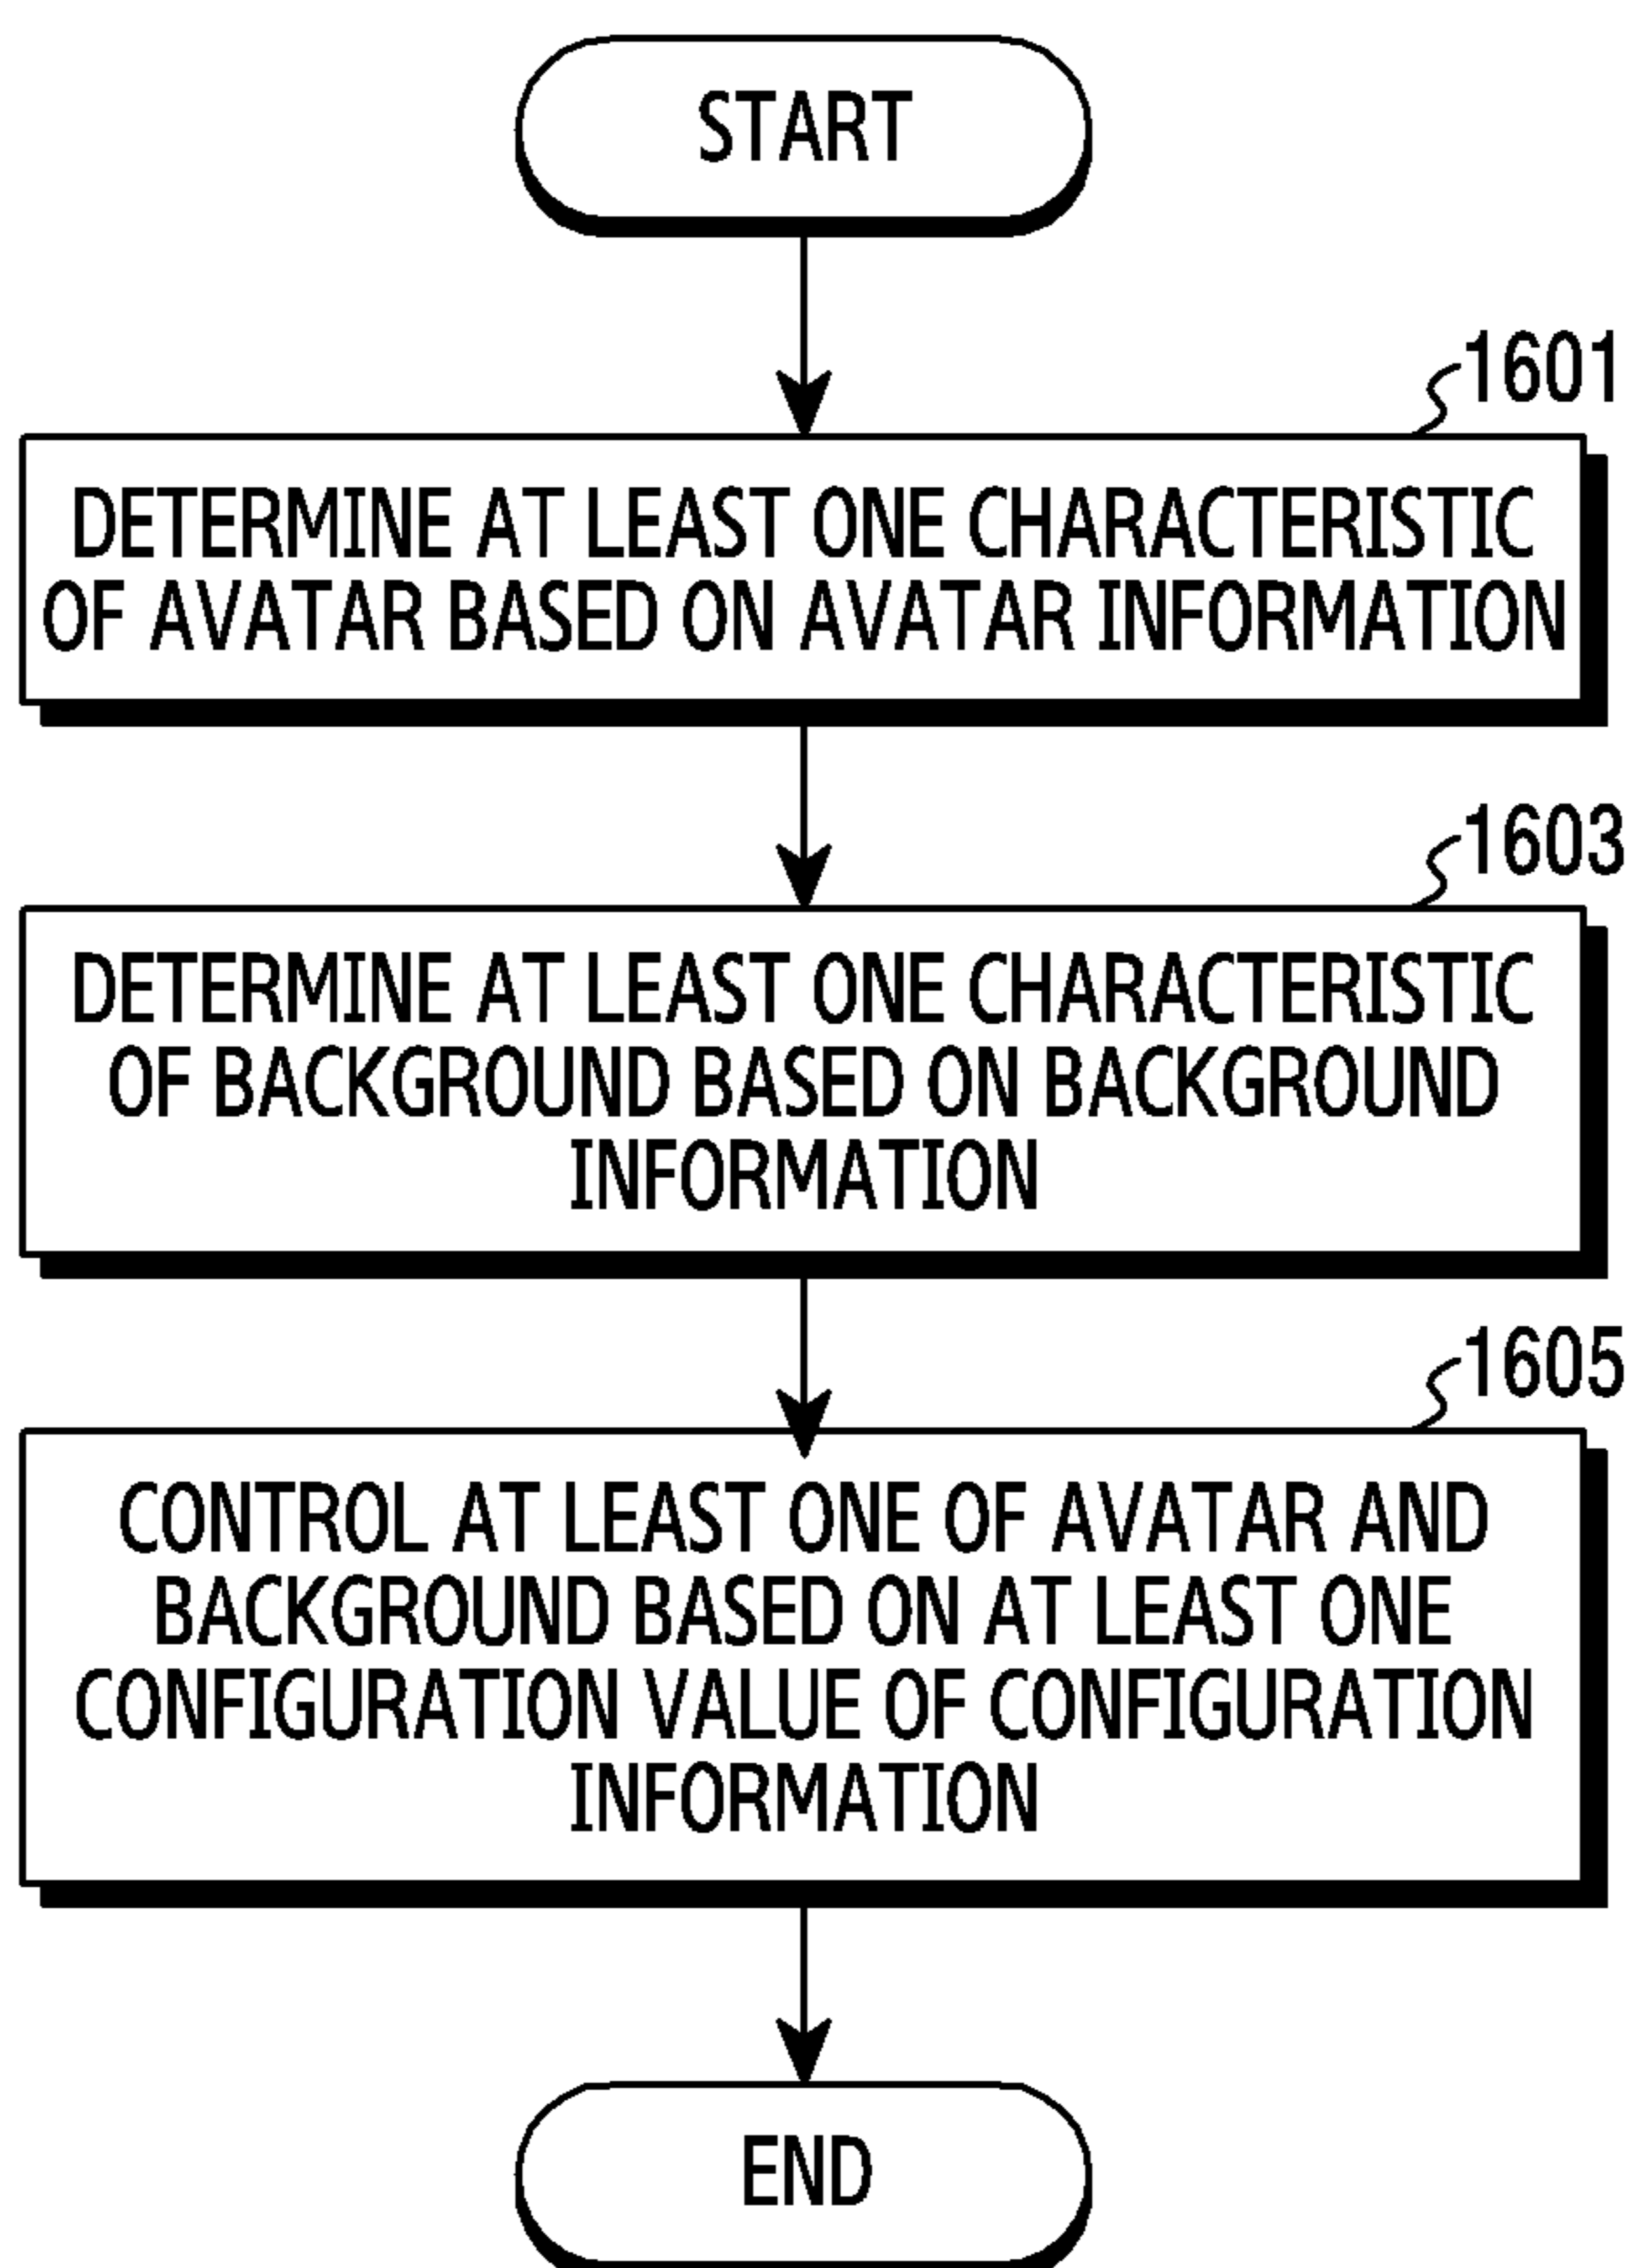 START
1601
DETERMINE AT LEAST ONE CHARACTERISTIC
OF AVATAR BASED ON AVATAR INFORMATION
1603
DETERMINE AT LEAST ONE CHARACTERISTIC
OF BACKGROUND BASED ON BACKGROUND
INFORMATION
1605
CONTROL AT LEAST ONE OF AVATAR AND
BACKGROUND BASED ON AT LEAST ONE
CONFIGURATION VALUE OF CONFIGURATION
INFORMATION
END